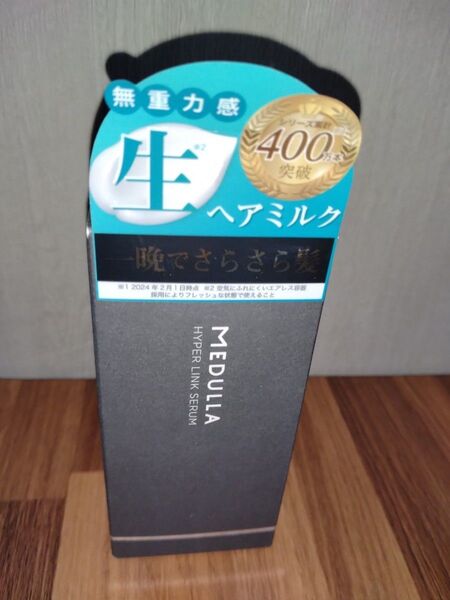 無重力感
生※2
ヘアミルク
シリーズ累計
400万本
突破
一晩でさらさら髪
※1 2024年2月1日時点 ※2 空気にふれにくいエアレス容器
採用によりフレッシュな状態で使えること
MEDULLA
HYPER LINK SERUM